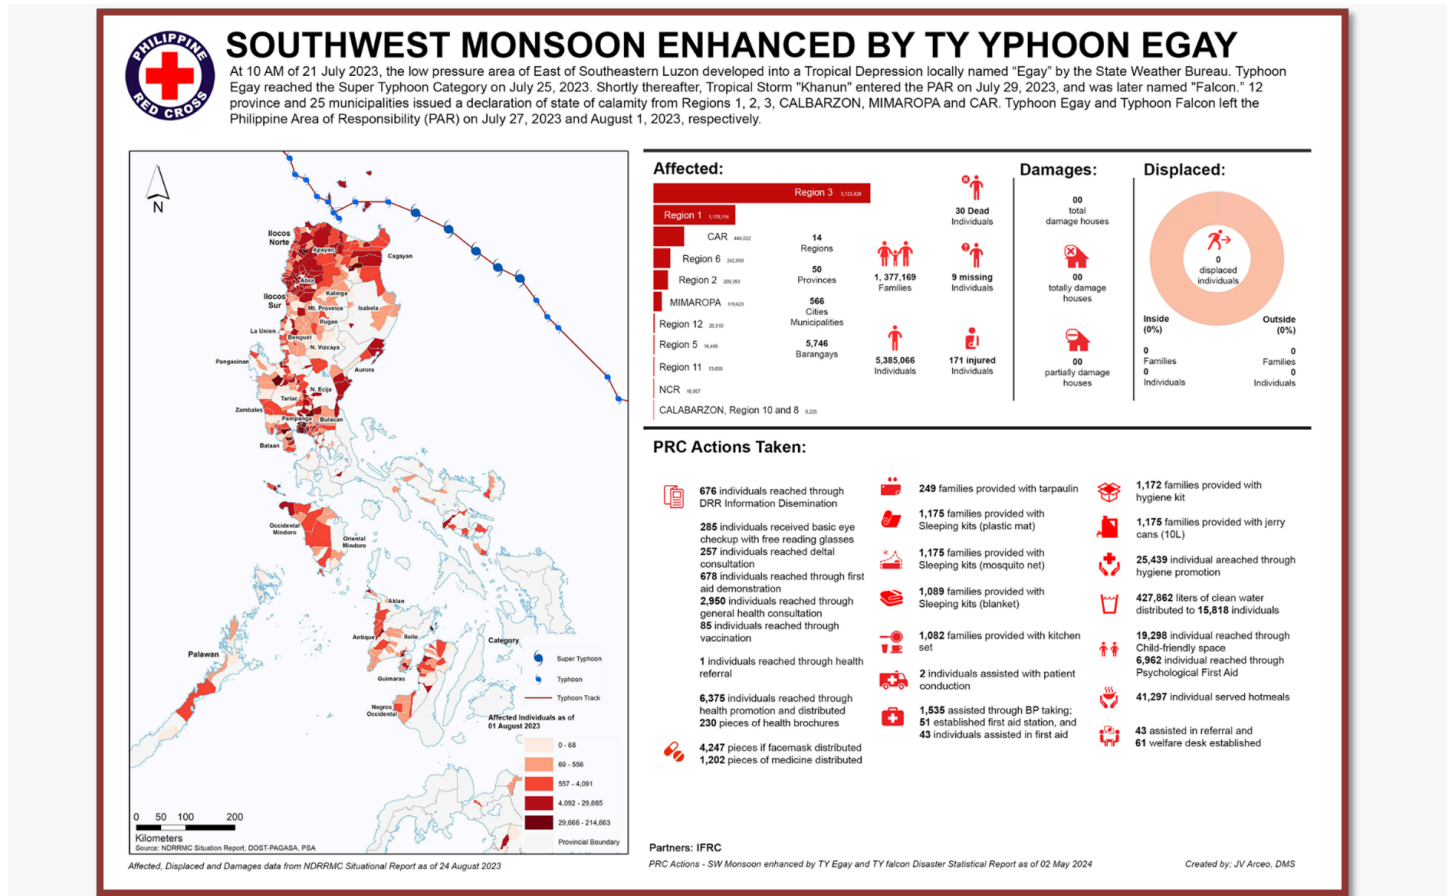 PHILIPPINE
RED CROSS
SOUTHWEST MONSOON ENHANCED BY TY YPHOON EGAY
At 10 AM of 21 July 2023, the low pressure area of East of Southeastern Luzon developed into a Tropical Depression locally named “Egay” by the State Weather Bureau. Typhoon
Egay reached the Super Typhoon Category on July 25, 2023. Shortly thereafter, Tropical Storm "Khanun" entered the PAR on July 29, 2023, and was later named "Falcon." 12
province and 25 municipalities issued a declaration of state of calamity from Regions 1, 2, 3, CALBARZON, MIMAROPA and CAR. Typhoon Egay and Typhoon Falcon left the
Philippine Area of Responsibility (PAR) on July 27, 2023 and August 1, 2023, respectively.
N
Ilocos
Norte
Apayao
Cagayan
Abra
Kalinga
Ilocos
Sur
Mt. Province
Isabela
Ifugao
La Union
Benguet
N. Vizcaya
Pangasinan
Aurora
N. Ecija
Tarlac
Zambales
Pampanga
Bulacan
Bataan
Occidental
Mindoro
Oriental
Mindoro
Aklan
Antique
Iloilo
Palawan
Guimaras
Negros
Occidental
Category
Super Typhoon
Typhoon
Typhoon Track
Affected Individuals as of
01 August 2023
0 - 68
69 - 556
557 - 4,091
4,092 - 29,665
29,666 - 214,663
Provincial Boundary
0 50 100 200
Kilometers
Source: NDRRMC Situation Report, DOST-PAGASA, PSA
Affected, Displaced and Damages data from NDRRMC Situational Report as of 24 August 2023
Affected:
Region 3
Region 1
CAR
Region 6
Region 2
MIMAROPA
Region 12
Region 5
Region 11
NCR
CALABARZON, Region 10 and 8
14
Regions
50
Provinces
566
Cities
Municipalities
5,746
Barangays
1, 377,169
Families
5,385,066
Individuals
30 Dead
Individuals
9 missing
Individuals
171 injured
Individuals
Damages:
00
total
damage houses
00
totally damage
houses
00
partially damage
houses
Displaced:
0
displaced
individuals
Inside
(0%)
0
Families
0
Individuals
Outside
(0%)
0
Families
0
Individuals
PRC Actions Taken:
676 individuals reached through
DRR Information Disemination
285 individuals received basic eye
checkup with free reading glasses
257 individuals reached deltal
consultation
678 individuals reached through first
aid demonstration
2,950 individuals reached through
general health consultation
85 individuals reached through
vaccination
1 individuals reached through health
referral
6,375 individuals reached through
health promotion and distributed
230 pieces of health brochures
4,247 pieces if facemask distributed
1,202 pieces of medicine distributed
249 families provided with tarpaulin
1,175 families provided with
Sleeping kits (plastic mat)
1,175 families provided with
Sleeping kits (mosquito net)
1,089 families provided with
Sleeping kits (blanket)
1,082 families provided with kitchen
set
2 individuals assisted with patient
conduction
1,535 assisted through BP taking;
51 established first aid station, and
43 individuals assisted in first aid
1,172 families provided with
hygiene kit
1,175 families provided with jerry
cans (10L)
25,439 individual areached through
hygiene promotion
427,862 liters of clean water
distributed to 15,818 individuals
19,298 individual reached through
Child-friendly space
6,962 individual reached through
Psychological First Aid
41,297 individual served hotmeals
43 assisted in referral and
61 welfare desk established
Partners: IFRC
PRC Actions - SW Monsoon enhanced by TY Egay and TY falcon Disaster Statistical Report as of 02 May 2024
Created by: JV Arceo, DMS